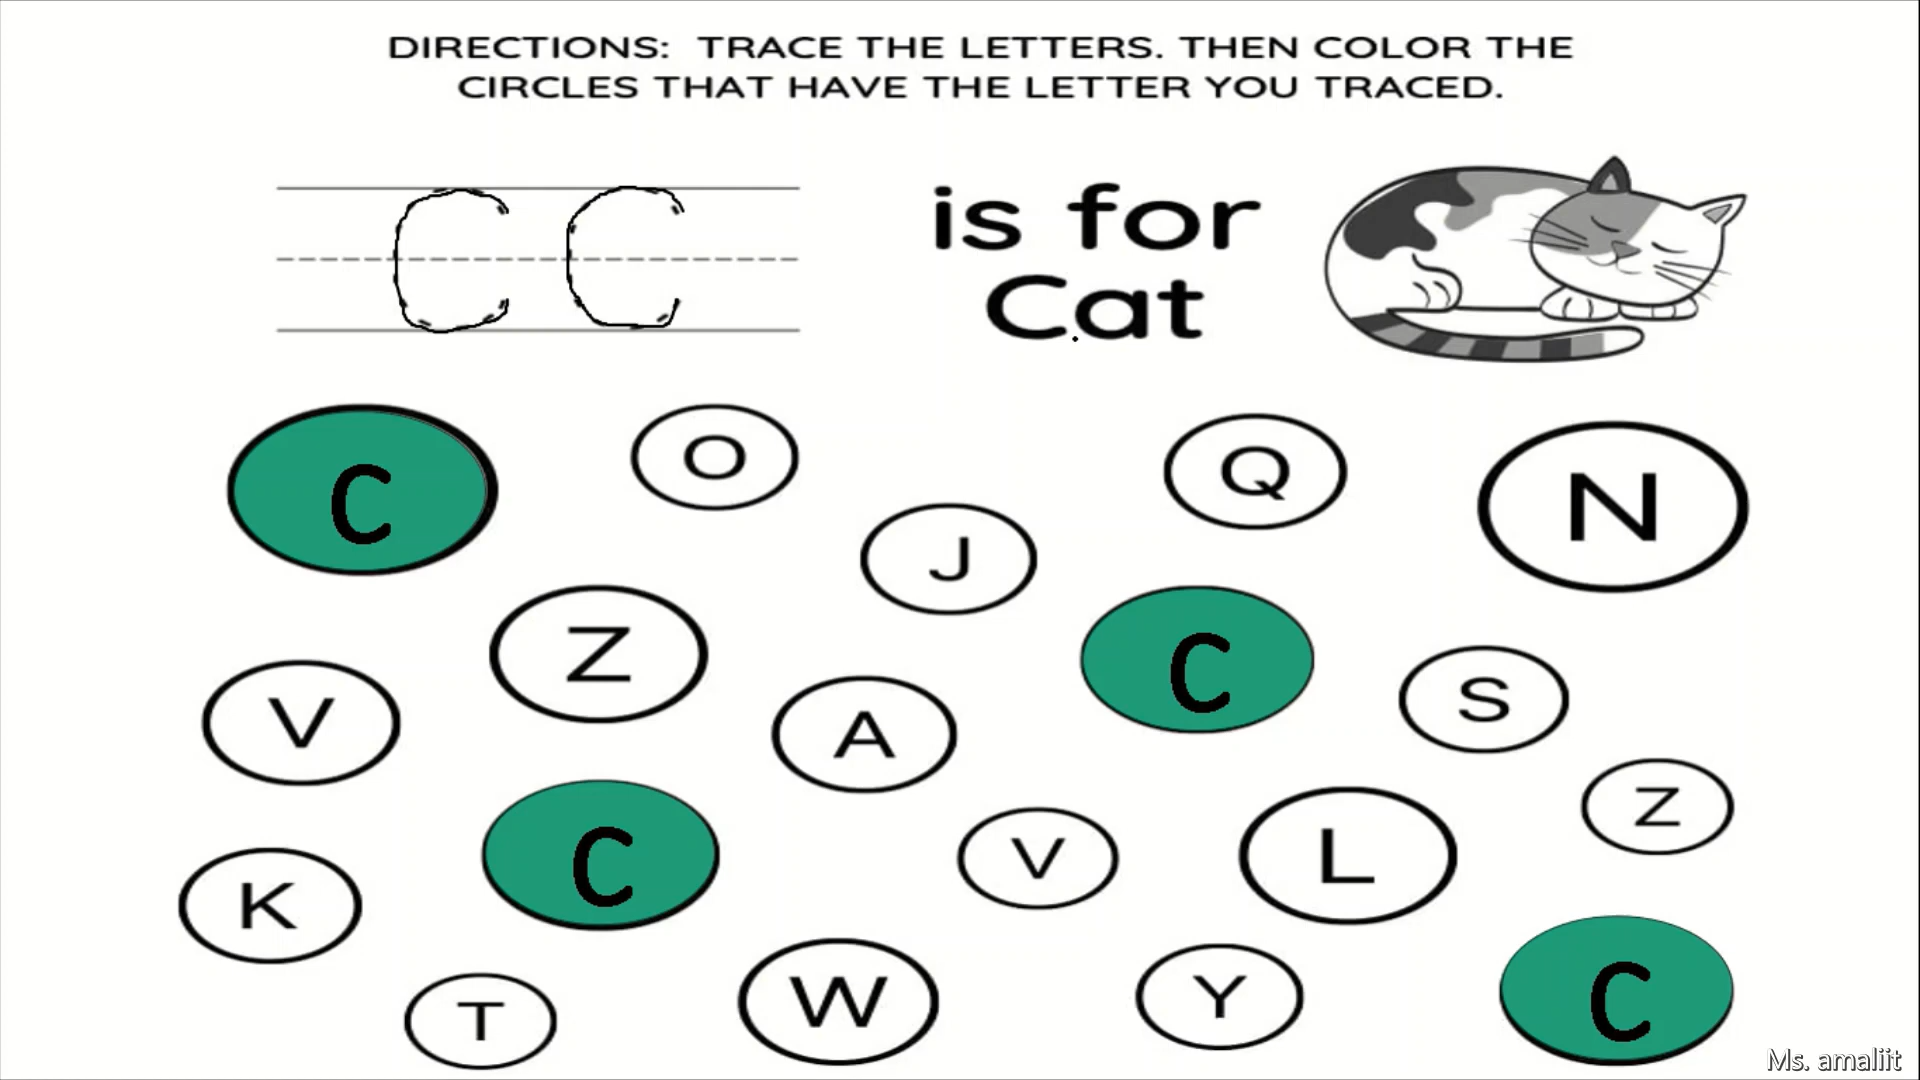 DIRECTIONS: TRACE THE LETTERS. THEN COLOR THE
CIRCLES THAT HAVE THE LETTER YOU TRACED.
C C
is for
Cat
C
O
Q
N
J
Z
C
V
A
S
C
V
L
Z
K
T
W
Y
C
Ms. amaliit